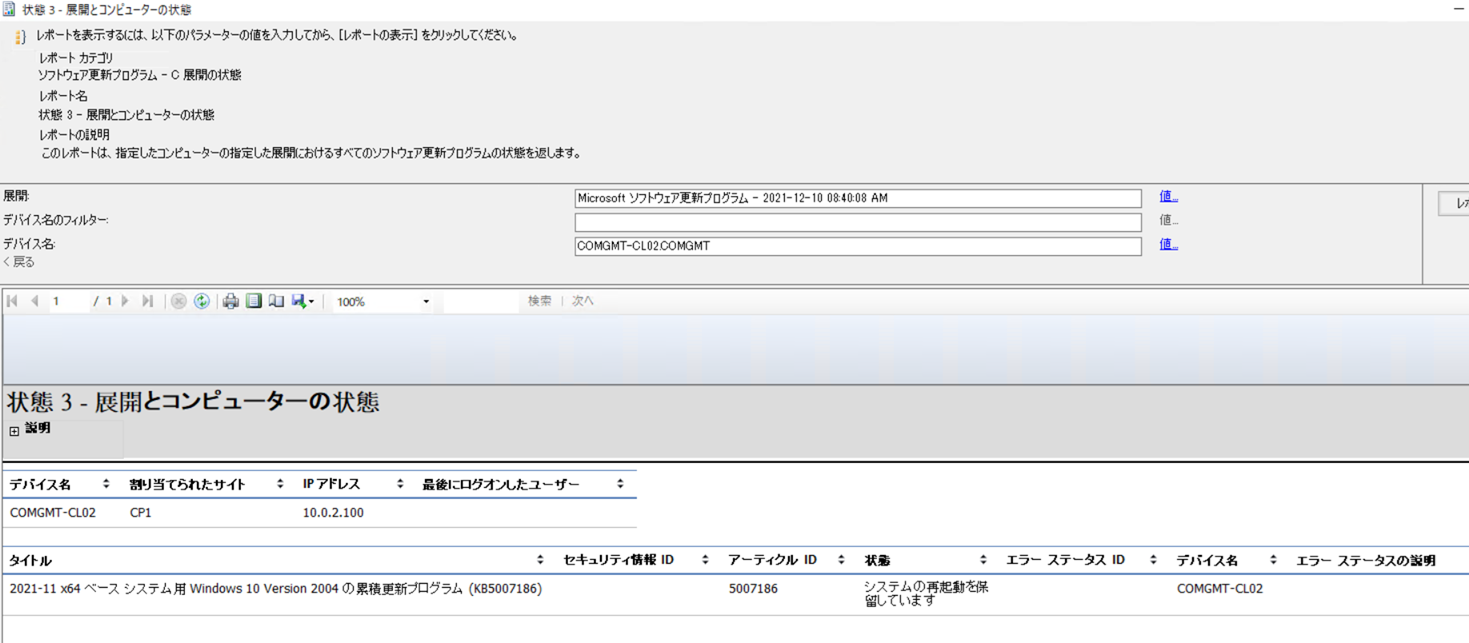 状態 3 - 展開とコンピューターの状態
レポートを表示するには、以下のパラメーターの値を入力してから、[レポートの表示] をクリックしてください。
レポート カテゴリ
ソフトウェア更新プログラム - C 展開の状態
レポート名
状態 3 - 展開とコンピューターの状態
レポートの説明
このレポートは、指定したコンピューターの指定した展開におけるすべてのソフトウェア更新プログラムの状態を返します。
展開: Microsoft ソフトウェア更新プログラム - 2021-12-10 08:40:08 AM 値...
デバイス名のフィルター: 値...
デバイス名: COMGMT-CL02.COMGMT 値...
< 戻る
1 / 1 100% 検索 | 次へ
状態 3 - 展開とコンピューターの状態
説明
デバイス名 割り当てられたサイト IP アドレス 最後にログオンしたユーザー
COMGMT-CL02 CP1 10.0.2.100
タイトル セキュリティ情報 ID アーティクル ID 状態 エラー ステータス ID デバイス名 エラー ステータスの説明
2021-11 x64 ベース システム用 Windows 10 Version 2004 の累積更新プログラム (KB5007186) 5007186 システムの再起動を保 COMGMT-CL02
留しています